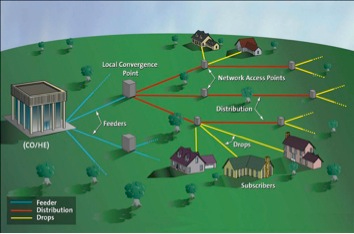 Local Convergence
Point
Network Access Points
Distribution
Feeders
(CO/HE)
Drops
Subscribers
Feeder
Distribution
Drops